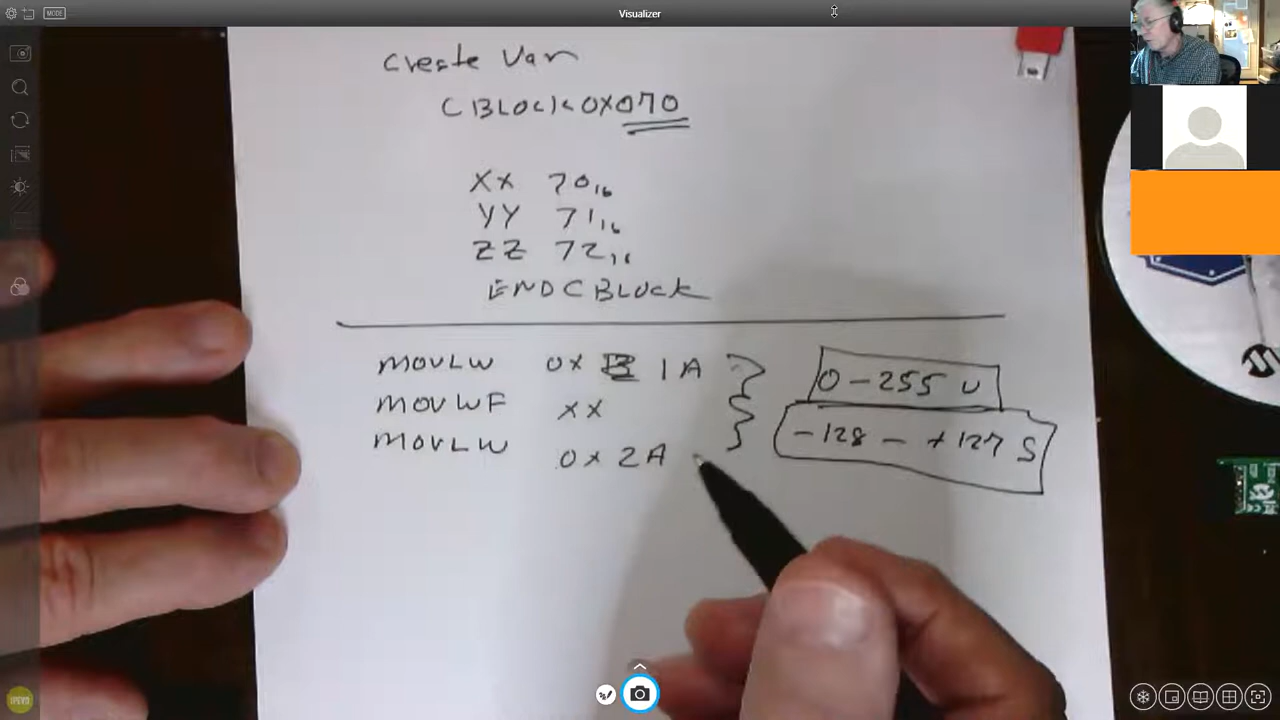 Visualizer
MODE
Create Var
CBLOCK 0X070
XX 70₁₆
YY 71₁₆
ZZ 72₁₆
ENDCBLOCK
MOVLW 0X 1A
MOVWF XX
MOVLW 0X 2A
0 - 255 U
-128 - +127 S